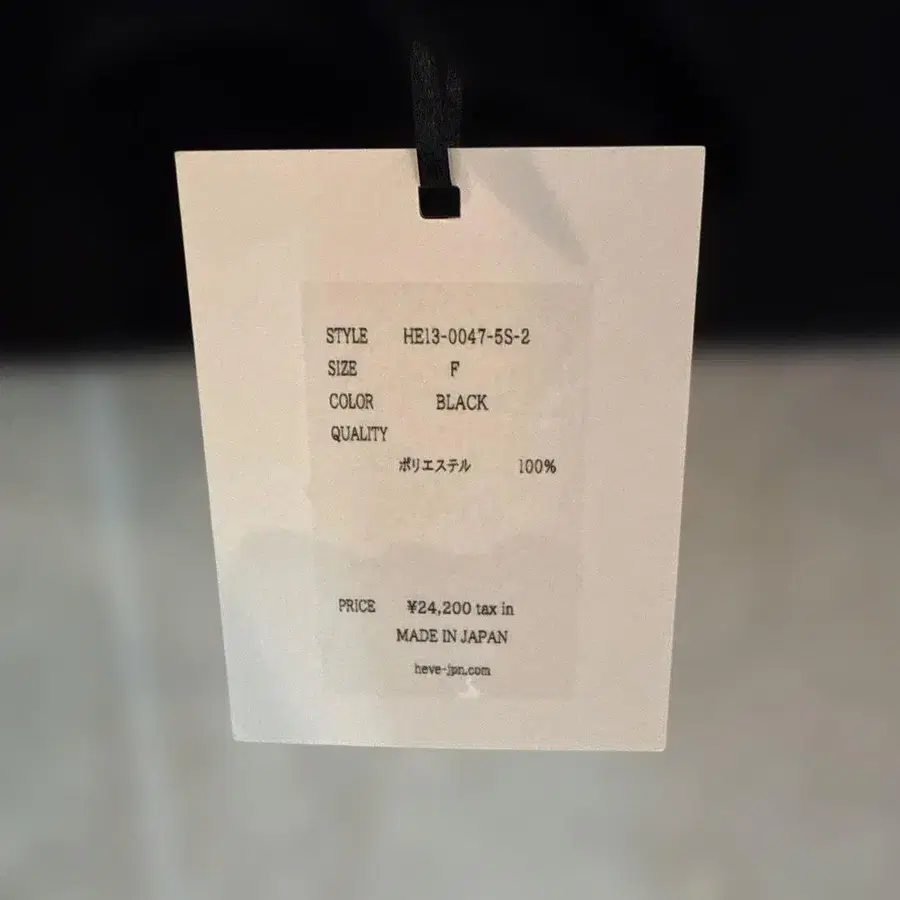 STYLE HE13-0047-5S-2
SIZE F
COLOR BLACK
QUALITY
ポリエステル 100%
PRICE ¥24,200 tax in
MADE IN JAPAN
heve-jpn.com